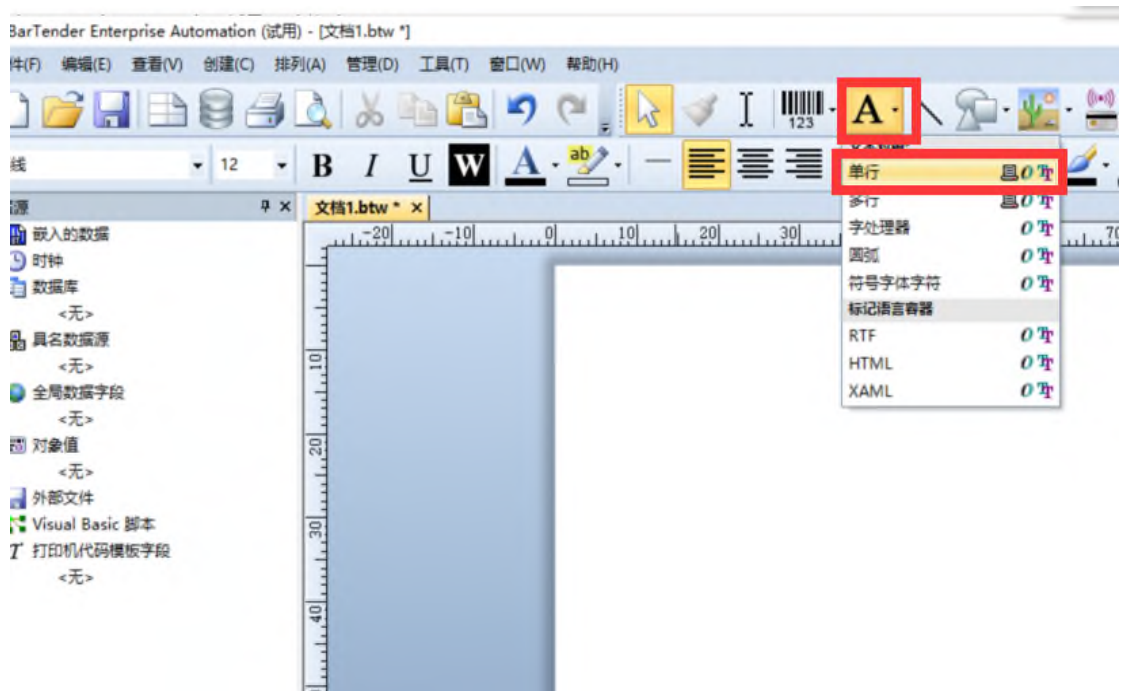 BarTender Enterprise Automation (试用) - [文档1.btw *]
件(F) 编辑(E) 查看(V) 创建(C) 排列(A) 管理(D) 工具(T) 窗口(W) 帮助(H)
123
A
线 12 B I U W A ab
源
文档1.btw *
嵌入的数据
时钟
数据库
<无>
具名数据源
<无>
全局数据字段
<无>
对象值
<无>
外部文件
Visual Basic 脚本
T 打印机代码模板字段
<无>
-20 -10 0 10 20 30 70
10
20
30
40
单行
多行
字处理器
圆弧
符号字体字符
标记语言容器
RTF
HTML
XAML